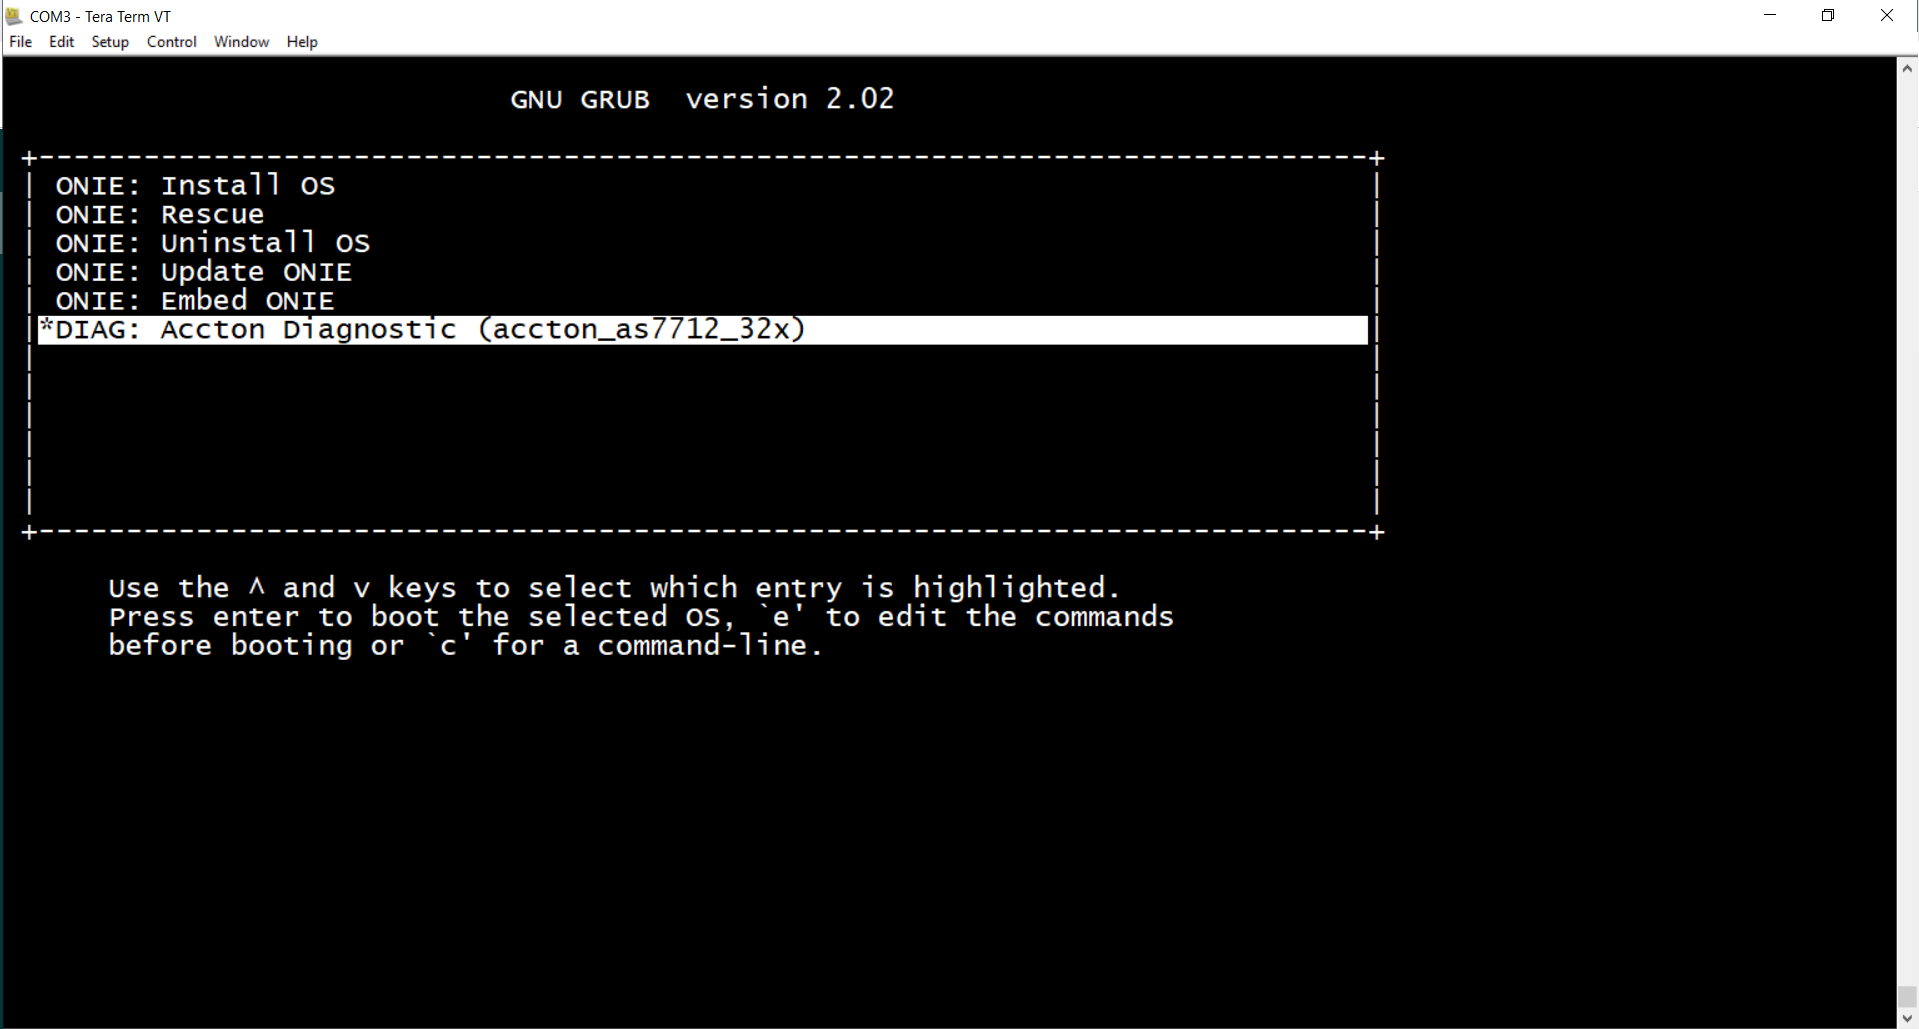 COM3 - Tera Term VT
File Edit Setup Control Window Help
GNU GRUB  version 2.02
+----------------------------------------------------------------------------+
| ONIE: Install OS |
| ONIE: Rescue |
| ONIE: Uninstall OS |
| ONIE: Update ONIE |
| ONIE: Embed ONIE |
|*DIAG: Accton Diagnostic (accton_as7712_32x) |
+----------------------------------------------------------------------------+
Use the ^ and v keys to select which entry is highlighted.
Press enter to boot the selected OS, `e' to edit the commands
before booting or `c' for a command-line.